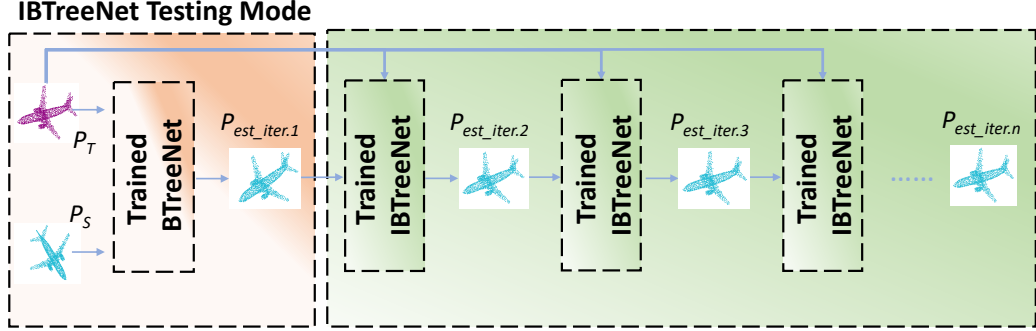 IBTreeNet Testing Mode
P_T
P_S
Trained
BTreeNet
P_est_iter.1
Trained
IBTreeNet
P_est_iter.2
Trained
IBTreeNet
P_est_iter.3
Trained
IBTreeNet
......
P_est_iter.n